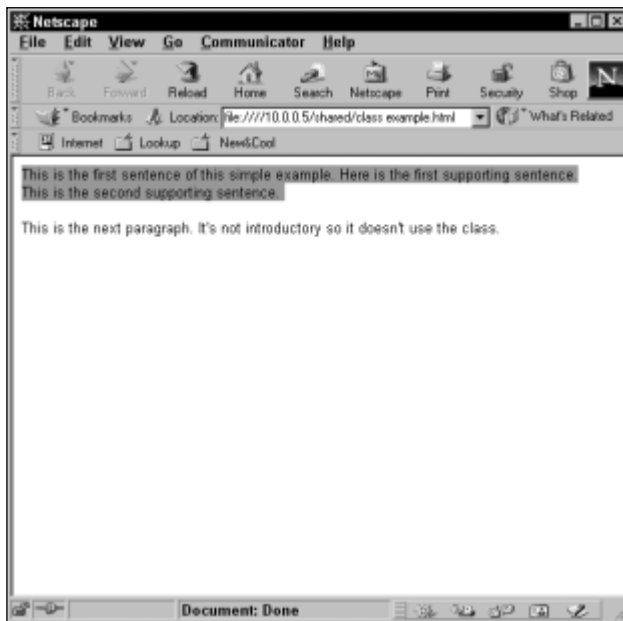 Netscape
File Edit View Go Communicator Help
Back Forward Reload Home Search Netscape Print Security Shop N
Bookmarks Location: file:////10.0.0.5/shared/class example.html What's Related
Internet Lookup New&Cool
This is the first sentence of this simple example. Here is the first supporting sentence.
This is the second supporting sentence.
This is the next paragraph. It's not introductory so it doesn't use the class.
Document: Done